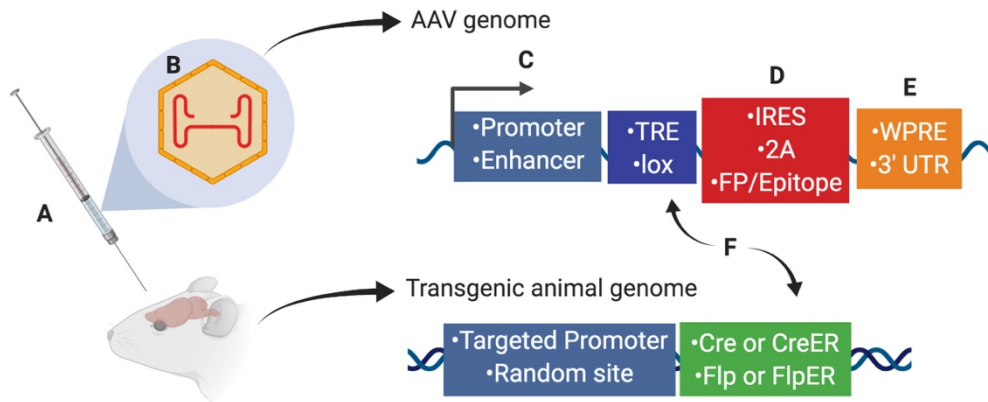 AAV genome
B
C
D
E
A
•Promoter
•Enhancer
•TRE
•lox
•IRES
•2A
•FP/Epitope
•WPRE
•3' UTR
F
Transgenic animal genome
•Targeted Promoter
•Random site
•Cre or CreER
•Flp or FlpER